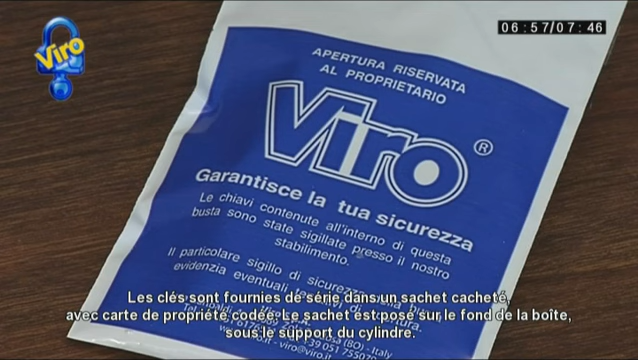 Viro
06:57/07:46
APERTURA RISERVATA
AL PROPRIETARIO
Viro®
Garantisce la tua sicurezza
Le chiavi contenute all'interno di questa
busta sono state sigillate presso il nostro
stabilimento.
Il particolare sigillo di sicurezza
evidenzia eventuali
Les clés sont fournies de série dans un sachet cacheté,
avec carte de propriété codée. Le sachet est posé sur le fond de la boîte,
sous le support du cylindre.
viro@viro.it